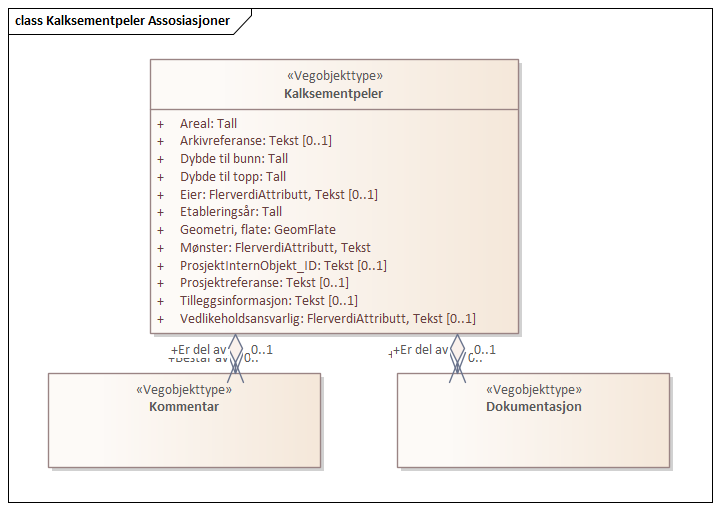 class Kalksementpeler Assosiasjoner
«Vegobjekttype»
Kalksementpeler
+ Areal: Tall
+ Arkivreferanse: Tekst [0..1]
+ Dybde til bunn: Tall
+ Dybde til topp: Tall
+ Eier: FlerverdiAttributt, Tekst [0..1]
+ Etableringsår: Tall
+ Geometri, flate: GeomFlate
+ Mønster: FlerverdiAttributt, Tekst
+ ProsjektInternObjekt_ID: Tekst [0..1]
+ Prosjektreferanse: Tekst [0..1]
+ Tilleggsinformasjon: Tekst [0..1]
+ Vedlikeholdsansvarlig: FlerverdiAttributt, Tekst [0..1]
+Er del av 0..1 +Er del av 0..1
+Består av 0.. + 0..
«Vegobjekttype» «Vegobjekttype»
Kommentar Dokumentasjon